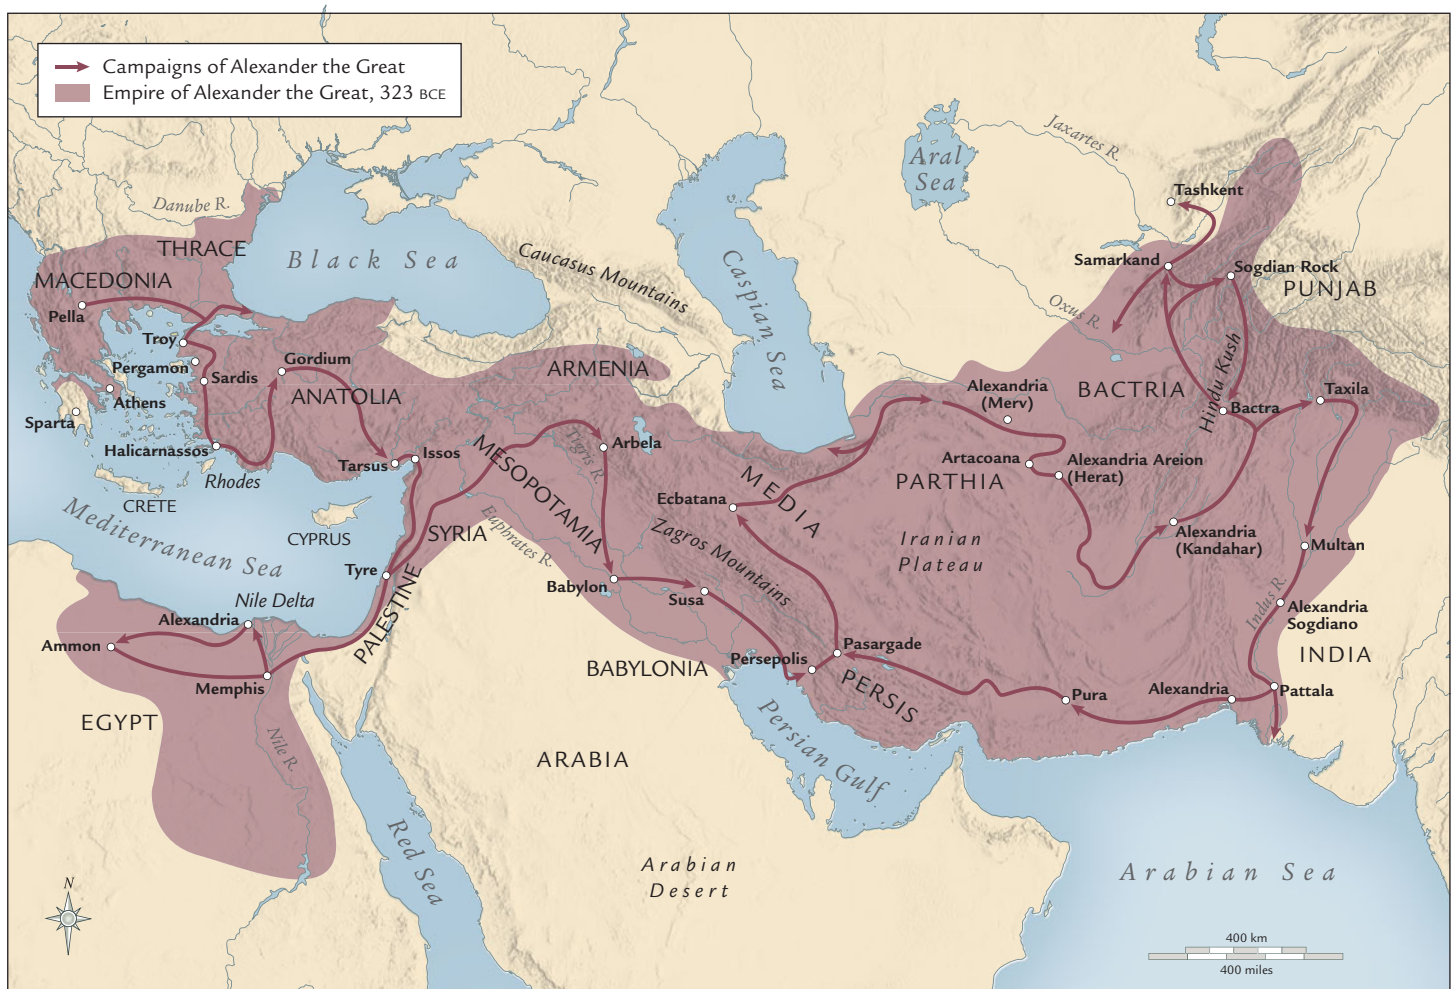 Campaigns of Alexander the Great
Empire of Alexander the Great, 323 BCE
Jaxartes R.
Aral
Sea
Tashkent
Danube R.
THRACE
Black Sea
Caucasus Mountains
Caspian Sea
Samarkand
Sogdian Rock
PUNJAB
MACEDONIA
Pella
Oxus R.
Troy
Pergamon
Sardis
Gordium
ANATOLIA
ARMENIA
Hindu Kush
BACTRIA
Alexandria
(Merv)
Taxila
Bactra
Athens
Sparta
Halicarnassos
Rhodes
Tarsus
Issos
Arbela
Tigris R.
MESOPOTAMIA
MEDIA
Artacoana
Alexandria Areion
(Herat)
PARTHIA
CRETE
Mediterranean Sea
CYPRUS
SYRIA
Euphrates R.
Ecbatana
Zagros Mountains
Iranian
Plateau
Alexandria
(Kandahar)
Multan
Tyre
PALESTINE
Babylon
Susa
Indus R.
Alexandria
Sogdiano
Nile Delta
Alexandria
Ammon
Memphis
BABYLONIA
Persepolis
Pasargade
PERSIS
Pura
Alexandria
Pattala
INDIA
EGYPT
Nile R.
Persian Gulf
ARABIA
Red Sea
Arabian
Desert
Arabian Sea
N
400 km
400 miles